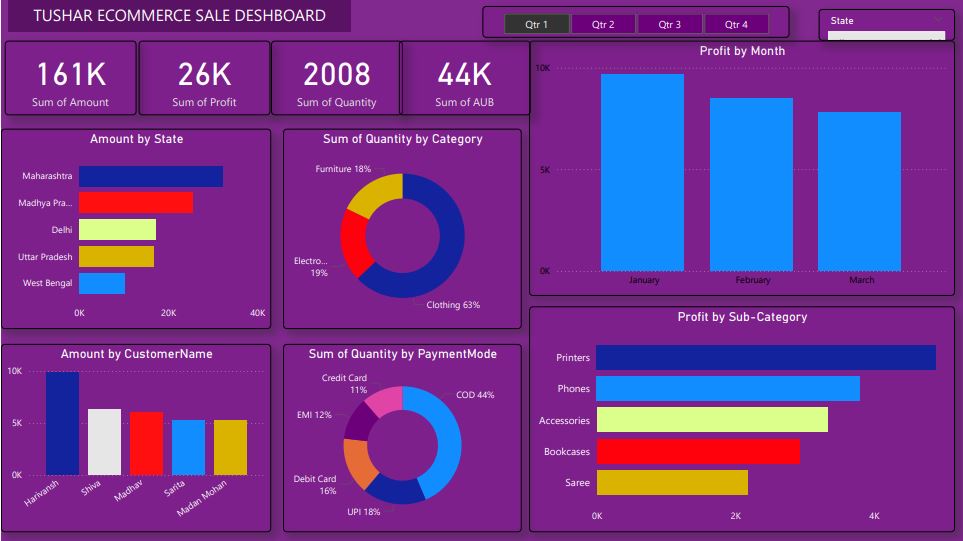 TUSHAR ECOMMERCE SALE DESHBOARD
Qtr 1
Qtr 2
Qtr 3
Qtr 4
State
161K
Sum of Amount
26K
Sum of Profit
2008
Sum of Quantity
44K
Sum of AUB
Profit by Month
10K
5K
0K
January
February
March
Amount by State
Maharashtra
Madhya Pra...
Delhi
Uttar Pradesh
West Bengal
0K
20K
40K
Sum of Quantity by Category
Furniture 18%
Electro...
19%
Clothing 63%
Profit by Sub-Category
Printers
Phones
Accessories
Bookcases
Saree
0K
2K
4K
Amount by CustomerName
10K
5K
0K
Harivansh
Shiva
Madhav
Sarita
Madan Mohan
Sum of Quantity by PaymentMode
Credit Card
11%
COD 44%
EMI 12%
Debit Card
16%
UPI 18%